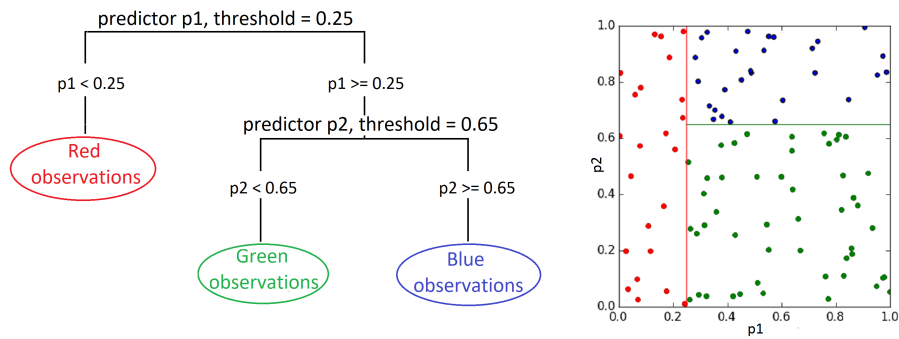 predictor p1, threshold = 0.25
p1 < 0.25
p1 >= 0.25
predictor p2, threshold = 0.65
Red
observations
p2 < 0.65
p2 >= 0.65
Green
observations
Blue
observations
1.0
0.8
0.6
0.4
0.2
0.0
p2
0.0 0.2 0.4 0.6 0.8 1.0
p1